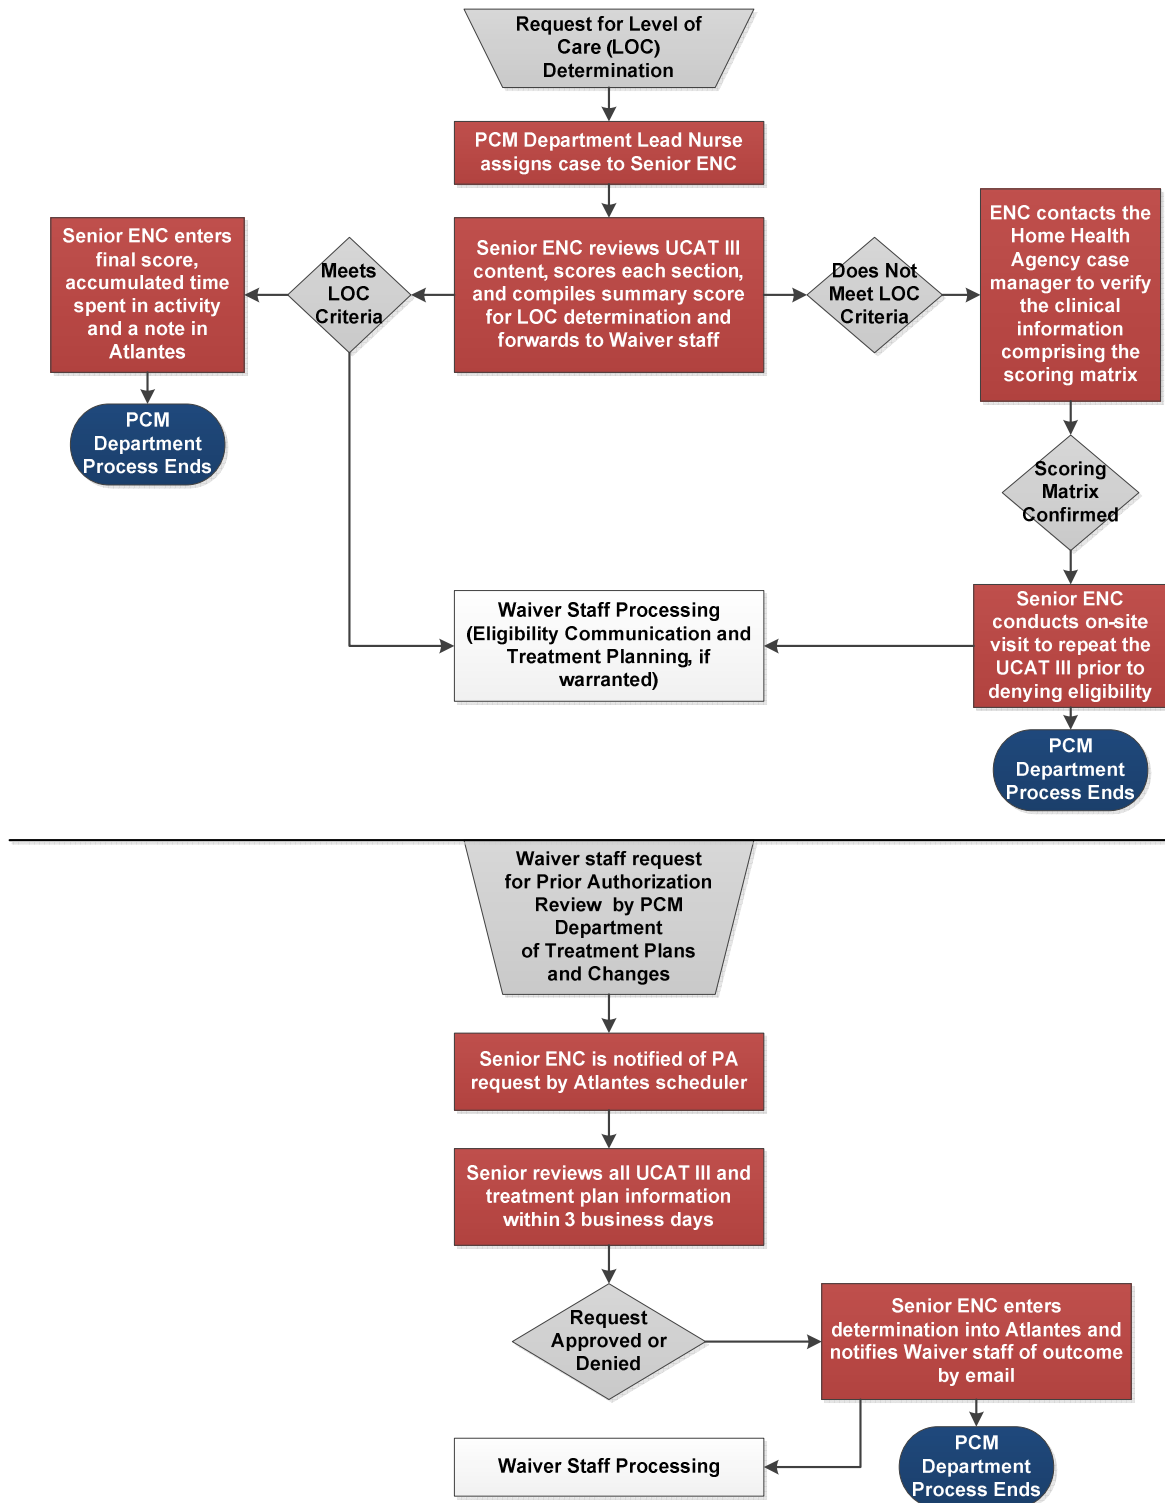 Request for Level of
Care (LOC)
Determination
PCM Department Lead Nurse
assigns case to Senior ENC
Senior ENC enters
final score,
accumulated time
spent in activity
and a note in
Atlantes
Meets
LOC
Criteria
Senior ENC reviews UCAT III
content, scores each section,
and compiles summary score
for LOC determination and
forwards to Waiver staff
Does Not
Meet LOC
Criteria
ENC contacts the
Home Health
Agency case
manager to verify
the clinical
information
comprising the
scoring matrix
PCM
Department
Process Ends
Scoring
Matrix
Confirmed
Waiver Staff Processing
(Eligibility Communication and
Treatment Planning, if
warranted)
Senior ENC
conducts on-site
visit to repeat the
UCAT III prior to
denying eligibility
PCM
Department
Process Ends
Waiver staff request
for Prior Authorization
Review by PCM
Department
of Treatment Plans
and Changes
Senior ENC is notified of PA
request by Atlantes scheduler
Senior reviews all UCAT III and
treatment plan information
within 3 business days
Request
Approved or
Denied
Senior ENC enters
determination into Atlantes and
notifies Waiver staff of outcome
by email
Waiver Staff Processing
PCM
Department
Process Ends